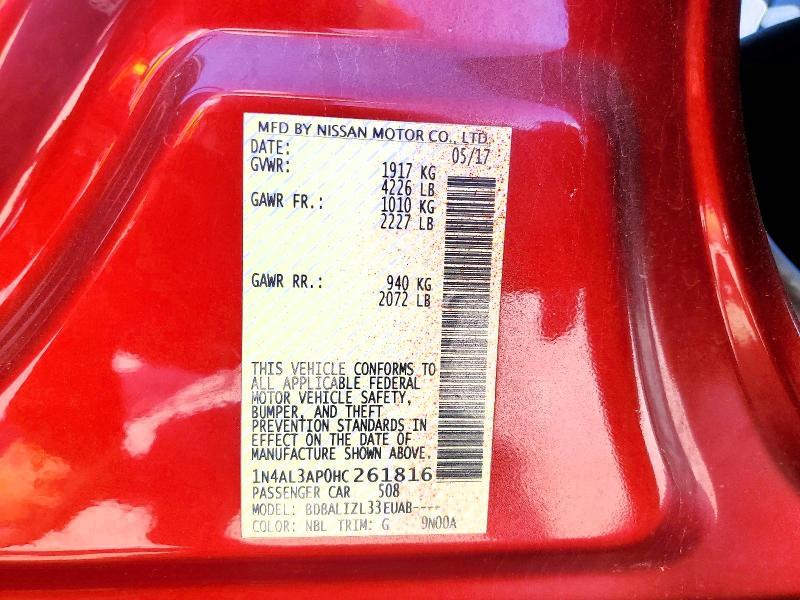 MFD BY NISSAN MOTOR CO., LTD.
DATE: 05/17
GVWR: 1917 KG
4226 LB
GAWR FR.: 1010 KG
2227 LB
GAWR RR.: 940 KG
2072 LB
THIS VEHICLE CONFORMS TO
ALL APPLICABLE FEDERAL
MOTOR VEHICLE SAFETY,
BUMPER, AND THEFT
PREVENTION STANDARDS IN
EFFECT ON THE DATE OF
MANUFACTURE SHOWN ABOVE.
1N4AL3AP0HC261816
PASSENGER CAR 508
MODEL: BDBALIZL33EUAB----
COLOR: NBL TRIM: G 9N00A